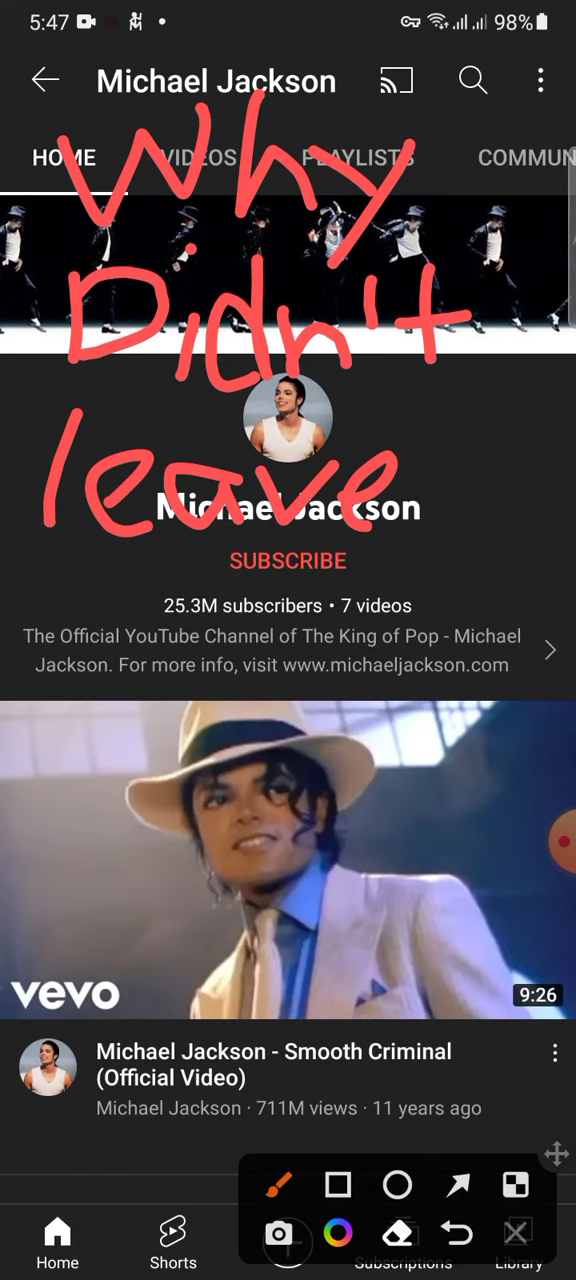 5:47 98%
Michael Jackson
HOME VIDEOS PLAYLISTS COMMUN
Why
Didn't
leave
Michael Jackson
SUBSCRIBE
25.3M subscribers • 7 videos
The Official YouTube Channel of The King of Pop - Michael
Jackson. For more info, visit www.michaeljackson.com
vevo
9:26
Michael Jackson - Smooth Criminal
(Official Video)
Michael Jackson · 711M views · 11 years ago
Home Shorts Subscriptions Library